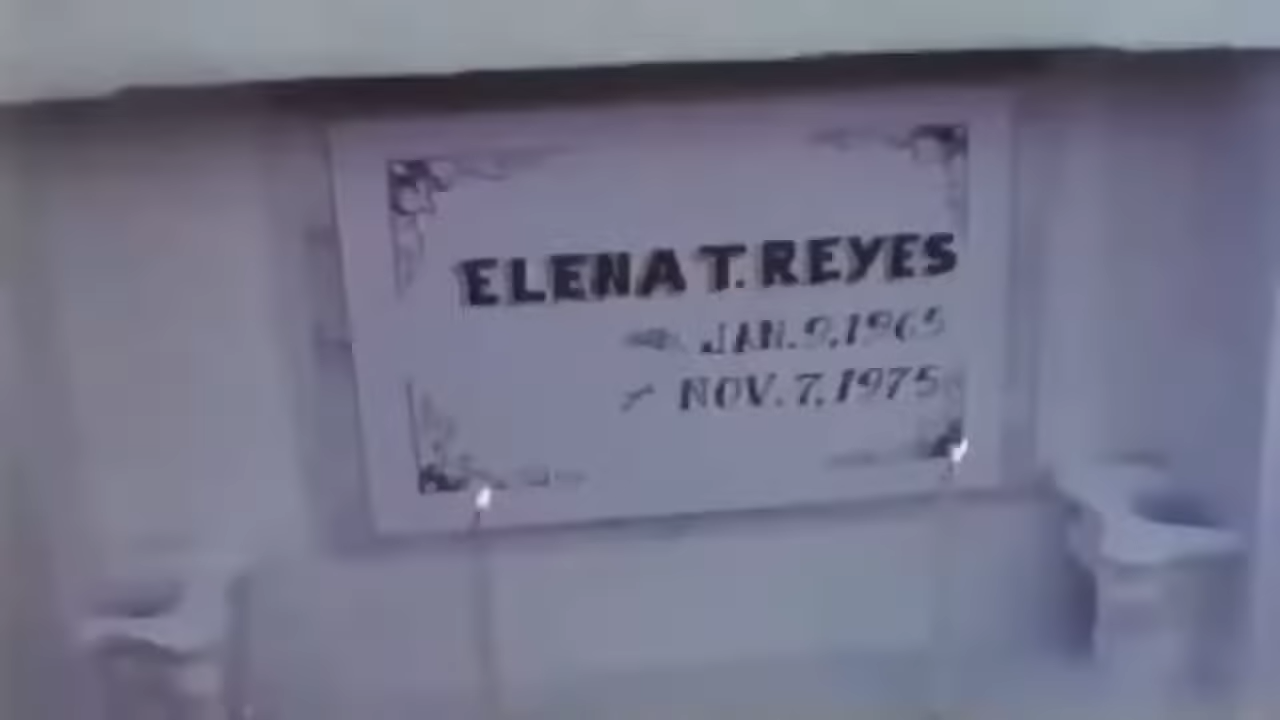 ELENA T. REYES
JAN. 9, 1965
NOV. 7, 1975